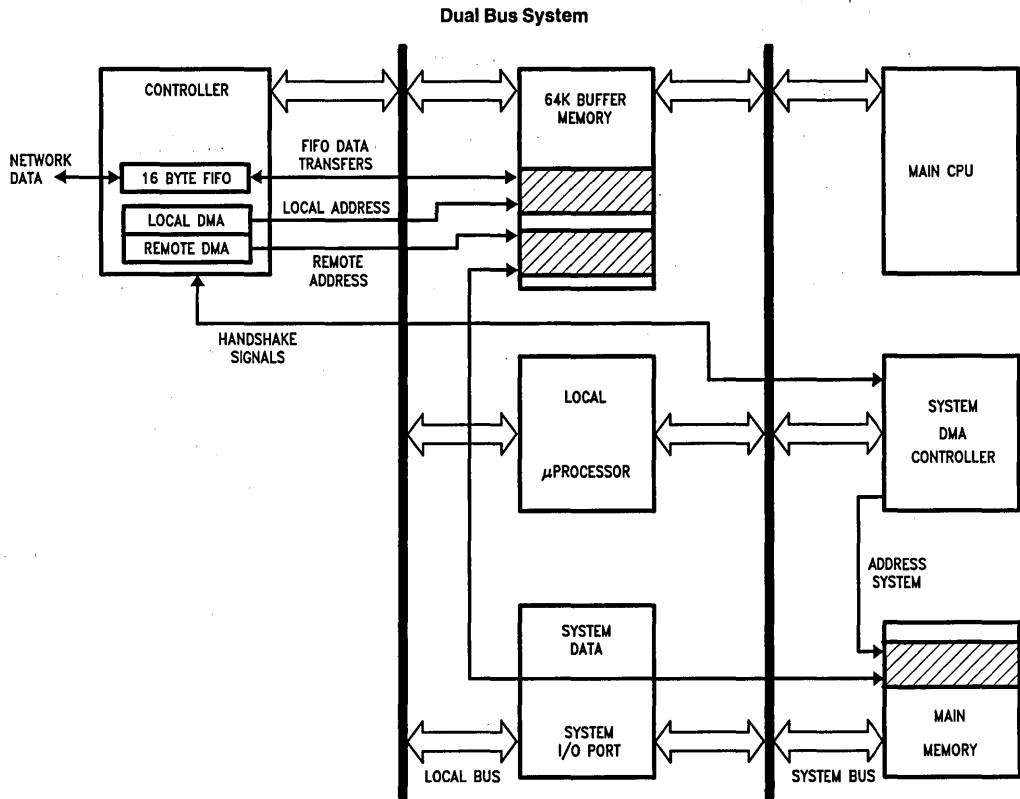 Dual Bus System
CONTROLLER
64K BUFFER
MEMORY
FIFO DATA
TRANSFERS
NETWORK
DATA
16 BYTE FIFO
MAIN CPU
LOCAL DMA
LOCAL ADDRESS
REMOTE DMA
REMOTE
ADDRESS
HANDSHAKE
SIGNALS
LOCAL
μPROCESSOR
SYSTEM
DMA
CONTROLLER
ADDRESS
SYSTEM
SYSTEM
DATA
SYSTEM
I/O PORT
MAIN
MEMORY
LOCAL BUS
SYSTEM BUS